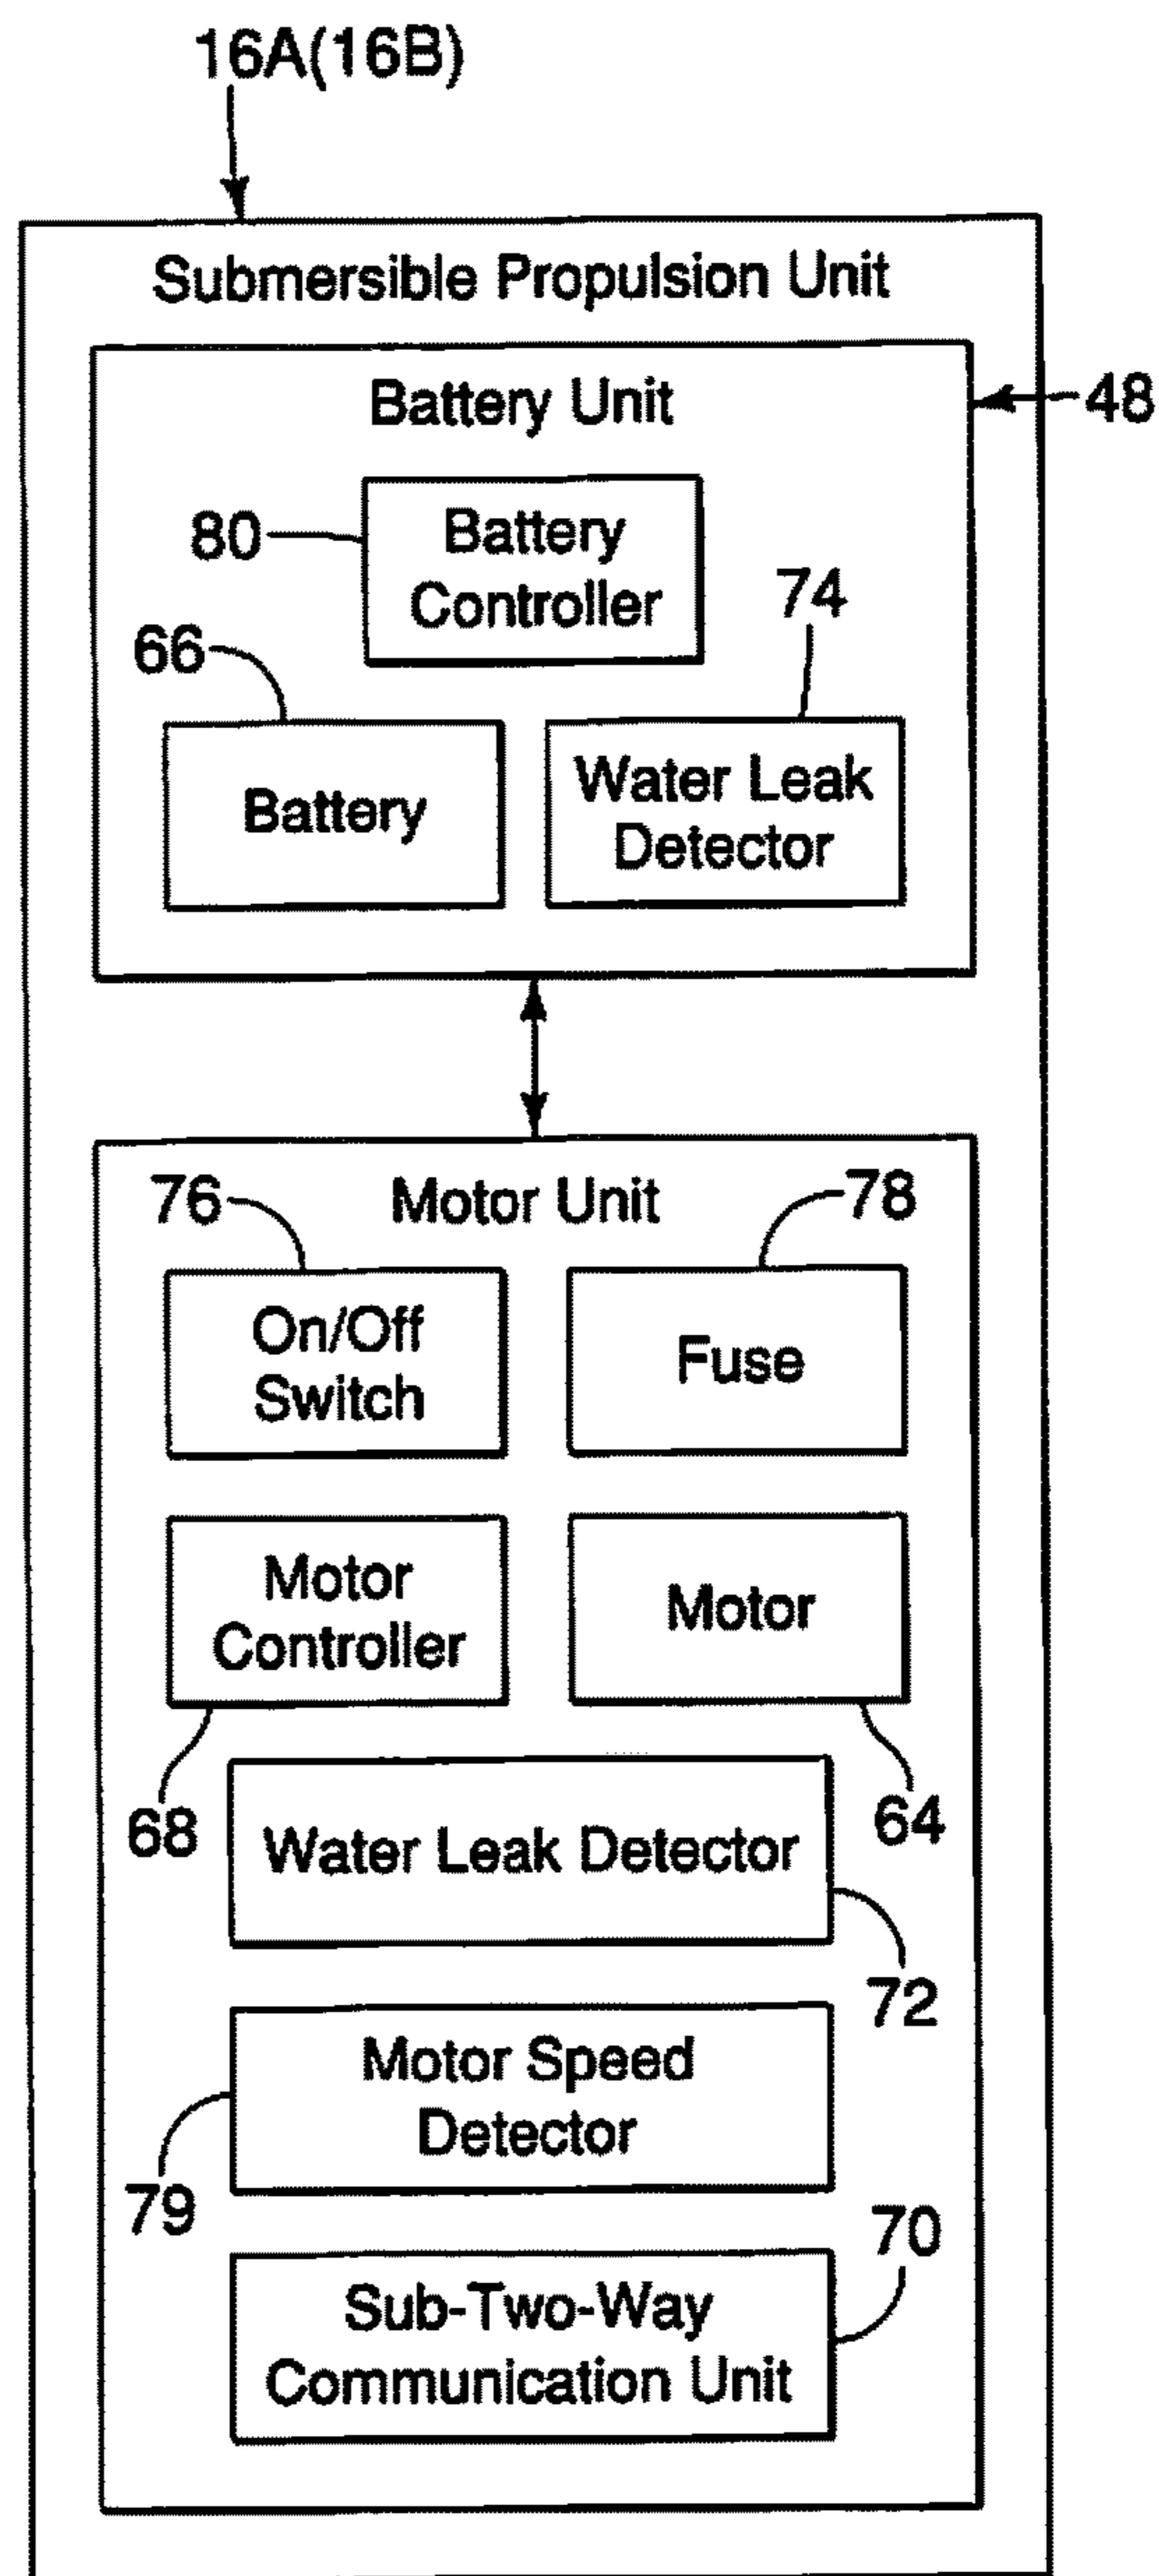 16A(16B)
Submersible Propulsion Unit
Battery Unit
48
80
Battery
Controller
74
66
Battery
Water Leak
Detector
Motor Unit
76
78
On/Off
Switch
Fuse
Motor
Controller
Motor
68
64
Water Leak Detector
72
Motor Speed
Detector
79
70
Sub-Two-Way
Communication Unit